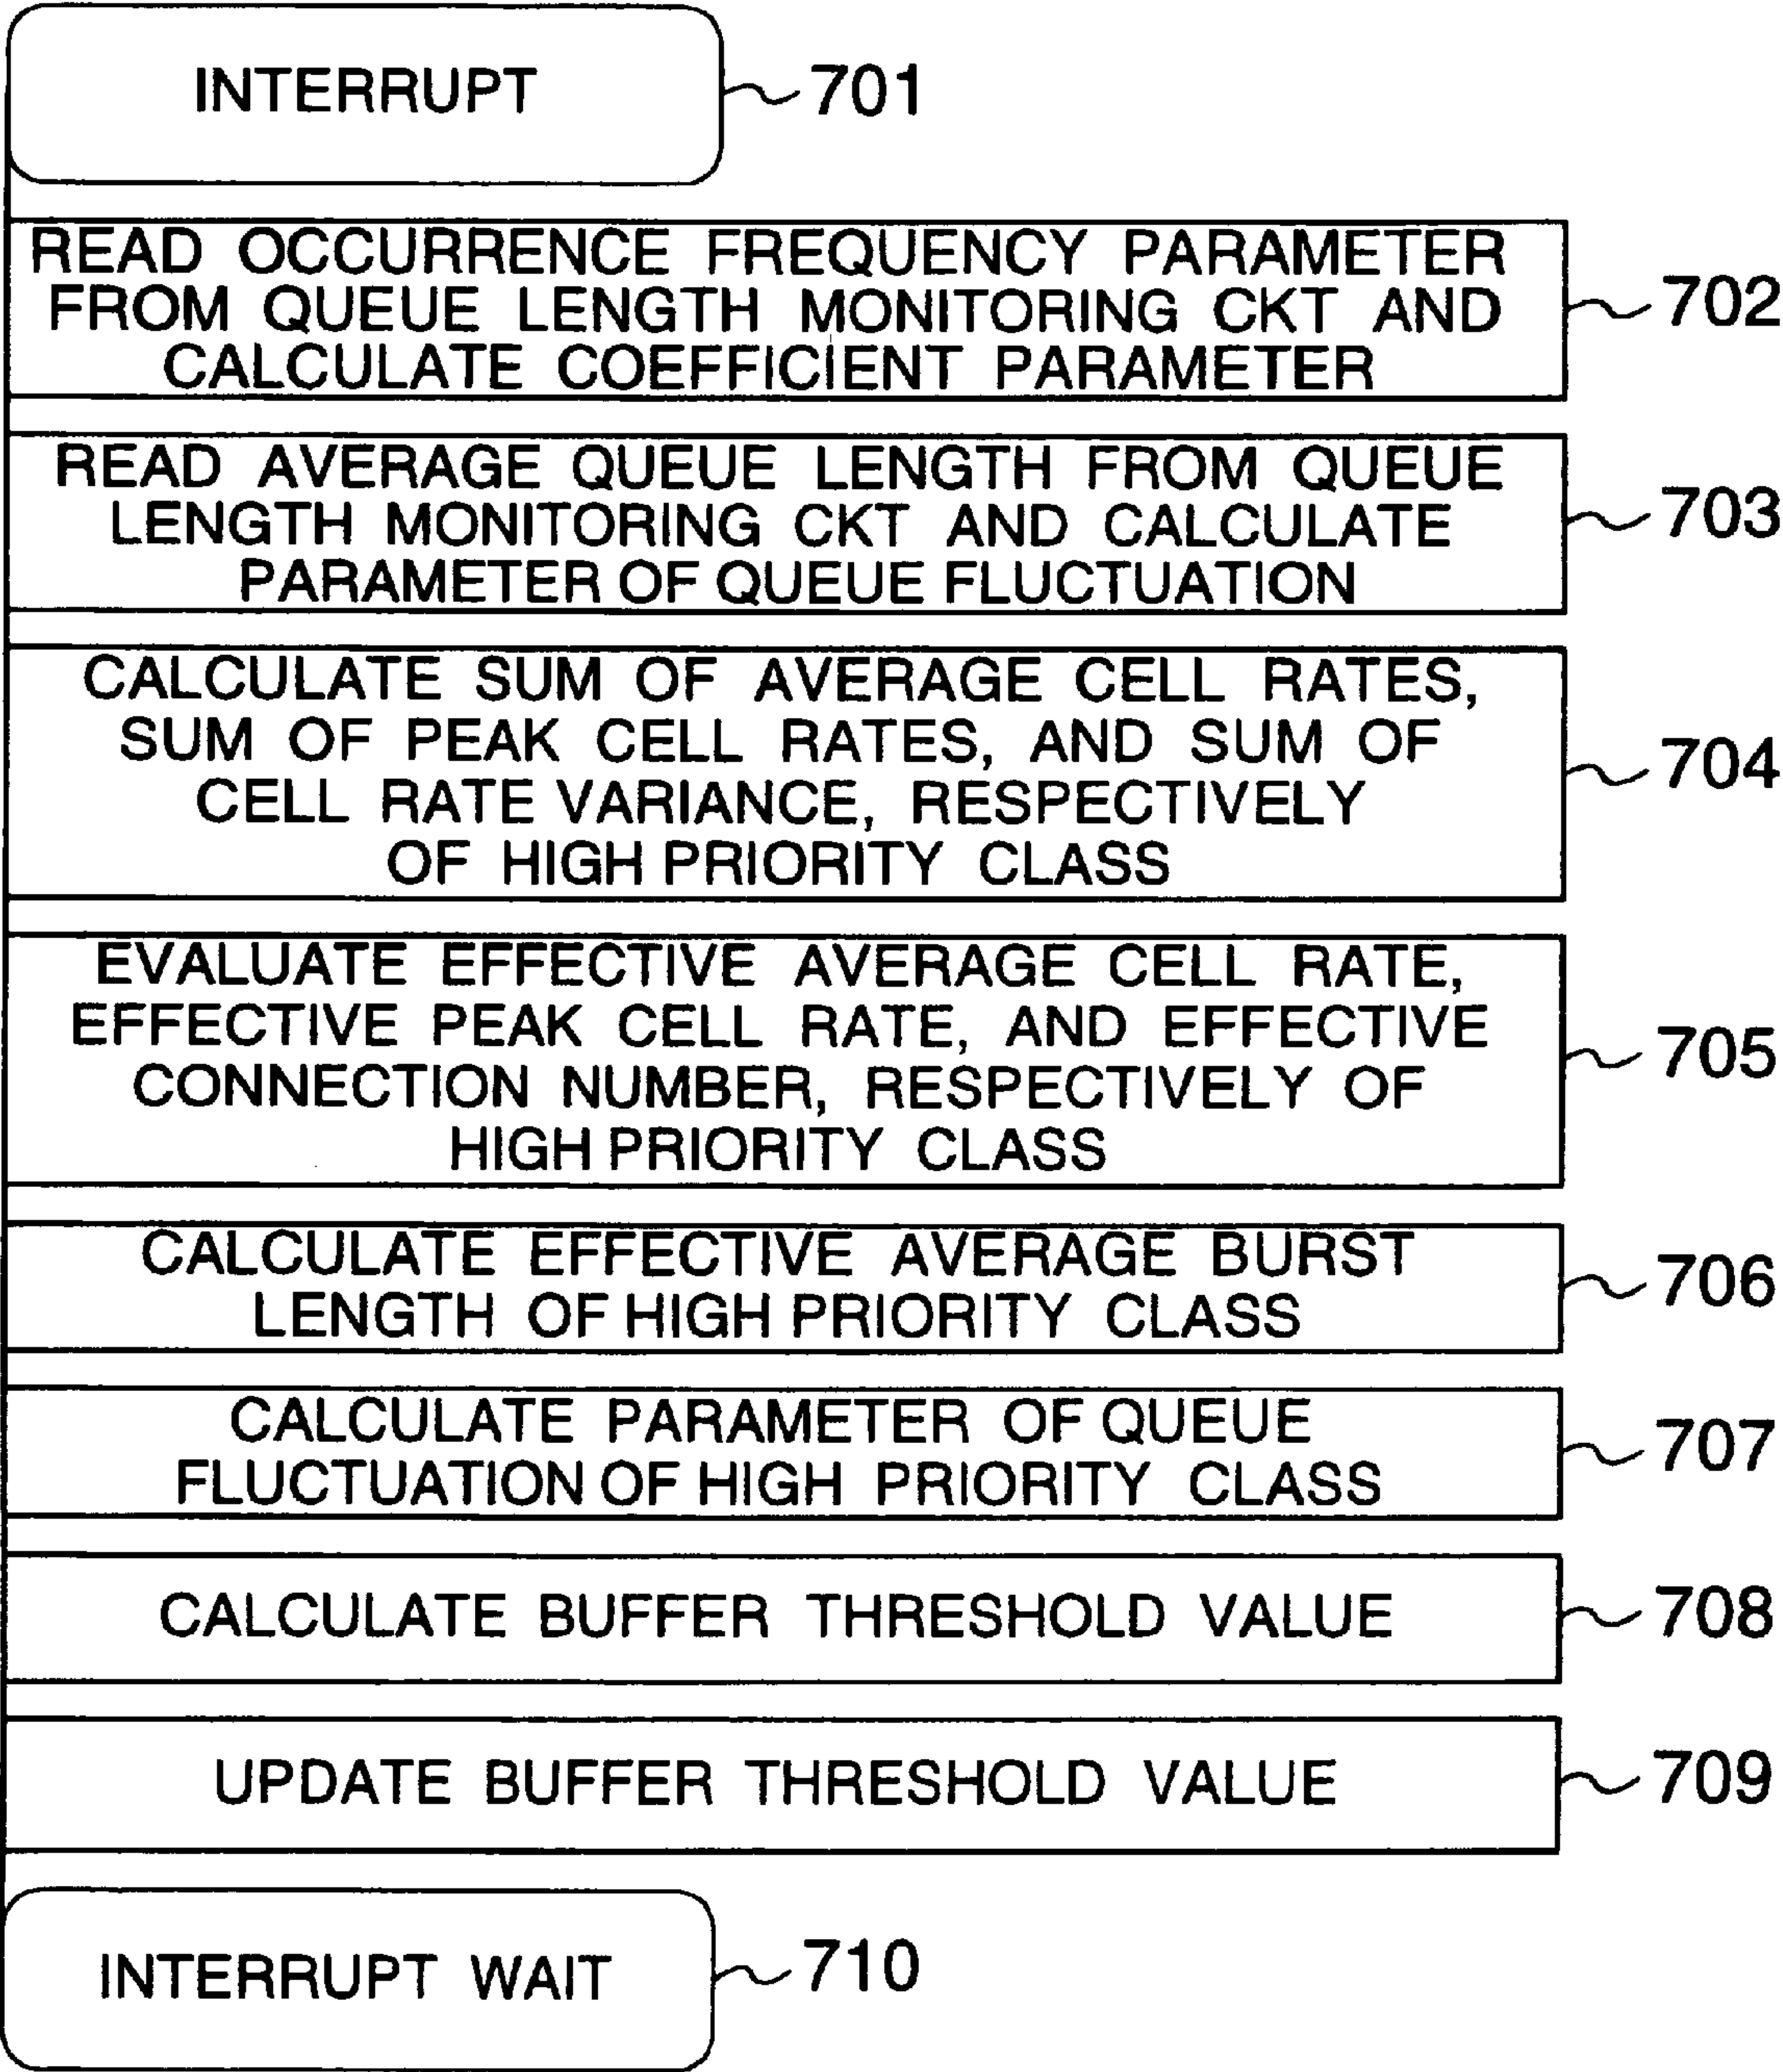 INTERRUPT
701
READ OCCURRENCE FREQUENCY PARAMETER
FROM QUEUE LENGTH MONITORING CKT AND
CALCULATE COEFFICIENT PARAMETER
702
READ AVERAGE QUEUE LENGTH FROM QUEUE
LENGTH MONITORING CKT AND CALCULATE
PARAMETER OF QUEUE FLUCTUATION
703
CALCULATE SUM OF AVERAGE CELL RATES,
SUM OF PEAK CELL RATES, AND SUM OF
CELL RATE VARIANCE, RESPECTIVELY
OF HIGH PRIORITY CLASS
704
EVALUATE EFFECTIVE AVERAGE CELL RATE,
EFFECTIVE PEAK CELL RATE, AND EFFECTIVE
CONNECTION NUMBER, RESPECTIVELY OF
HIGH PRIORITY CLASS
705
CALCULATE EFFECTIVE AVERAGE BURST
LENGTH OF HIGH PRIORITY CLASS
706
CALCULATE PARAMETER OF QUEUE
FLUCTUATION OF HIGH PRIORITY CLASS
707
CALCULATE BUFFER THRESHOLD VALUE
708
UPDATE BUFFER THRESHOLD VALUE
709
INTERRUPT WAIT
710